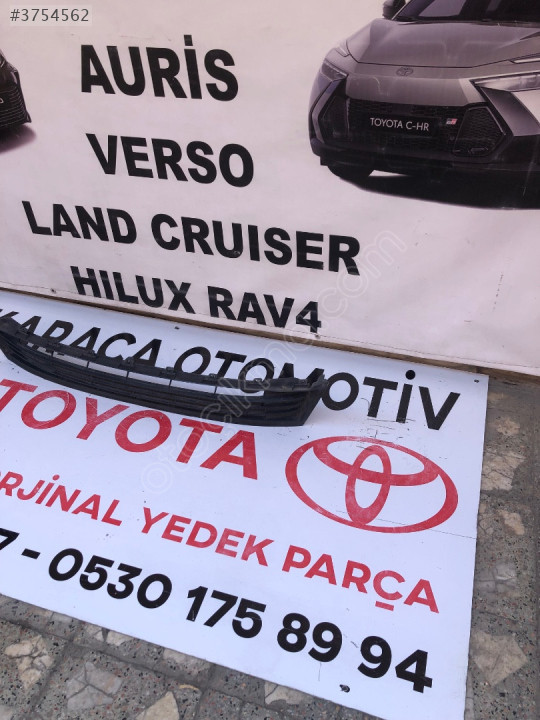 #3754562
AURİS
VERSO
LAND CRUISER
HILUX RAV4
TOYOTA C-HR
KARACA OTOMOTİV
TOYOTA
ORJİNAL YEDEK PARÇA
7 - 0530 175 89 94